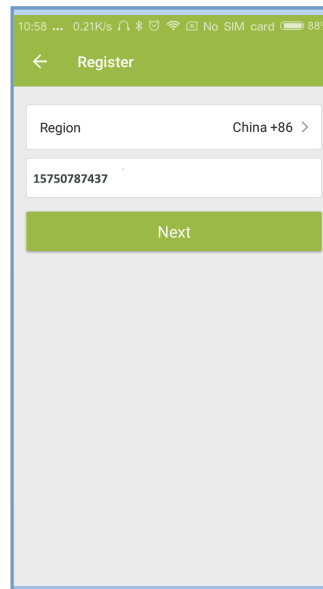 10:58 ... 0.21K/s No SIM card 88%
Register
Region China +86
15750787437
Next